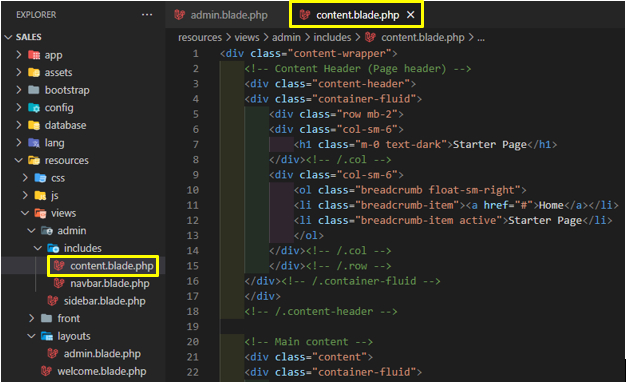 EXPLORER ...
SALES
app
assets
bootstrap
config
database
lang
resources
css
js
views
admin
includes
content.blade.php
navbar.blade.php
sidebar.blade.php
front
layouts
admin.blade.php
welcome.blade.php
admin.blade.php
content.blade.php
resources > views > admin > includes > content.blade.php > ...
1 <div class="content-wrapper">
2 <!-- Content Header (Page header) -->
3 <div class="content-header">
4 <div class="container-fluid">
5 <div class="row mb-2">
6 <div class="col-sm-6">
7 <h1 class="m-0 text-dark">Starter Page</h1>
8 </div><!-- /.col -->
9 <div class="col-sm-6">
10 <ol class="breadcrumb float-sm-right">
11 <li class="breadcrumb-item"><a href="#">Home</a></li>
12 <li class="breadcrumb-item active">Starter Page</li>
13 </ol>
14 </div><!-- /.col -->
15 </div><!-- /.row -->
16 </div><!-- /.container-fluid -->
17 </div>
18 <!-- /.content-header -->
19
20 <!-- Main content -->
21 <div class="content">
22 <div class="container-fluid">